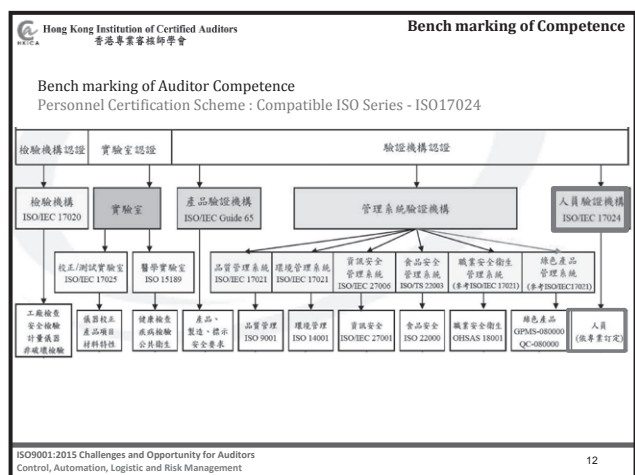 Hong Kong Institution of Certified Auditors
香港專業審核師學會
HKICA
Bench marking of Competence
Bench marking of Auditor Competence
Personnel Certification Scheme : Compatible ISO Series - ISO17024
檢驗機構認證
實驗室認證
驗證機構認證
檢驗機構
ISO/IEC 17020
實驗室
產品驗證機構
ISO/IEC Guide 65
管理系統驗證機構
人員驗證機構
ISO/IEC 17024
校正/測試實驗室
ISO/IEC 17025
醫學實驗室
ISO 15189
品質管理系統
ISO/IEC 17021
環境管理系統
ISO/IEC 17021
資訊安全
管理系統
ISO/IEC 27006
食品安全
管理系統
ISO/TS 22003
職業安全衛生
管理系統
(參考ISO/IEC 17021)
綠色產品
管理系統
(參考ISO/IEC17021)
工廠檢查
安全檢驗
計量儀器
非破壞檢驗
儀器校正
產品項目
材料特性
健康檢查
疾病檢驗
公共衛生
產品、
製造、標示
安全要求
品質管理
ISO 9001
環境管理
ISO 14001
資訊安全
ISO/IEC 27001
食品安全
ISO 22000
職業安全衛生
OHSAS 18001
綠色產品
GPMS-080000
QC-080000
人員
(依專業訂定)
ISO9001:2015 Challenges and Opportunity for Auditors
Control, Automation, Logistic and Risk Management
12